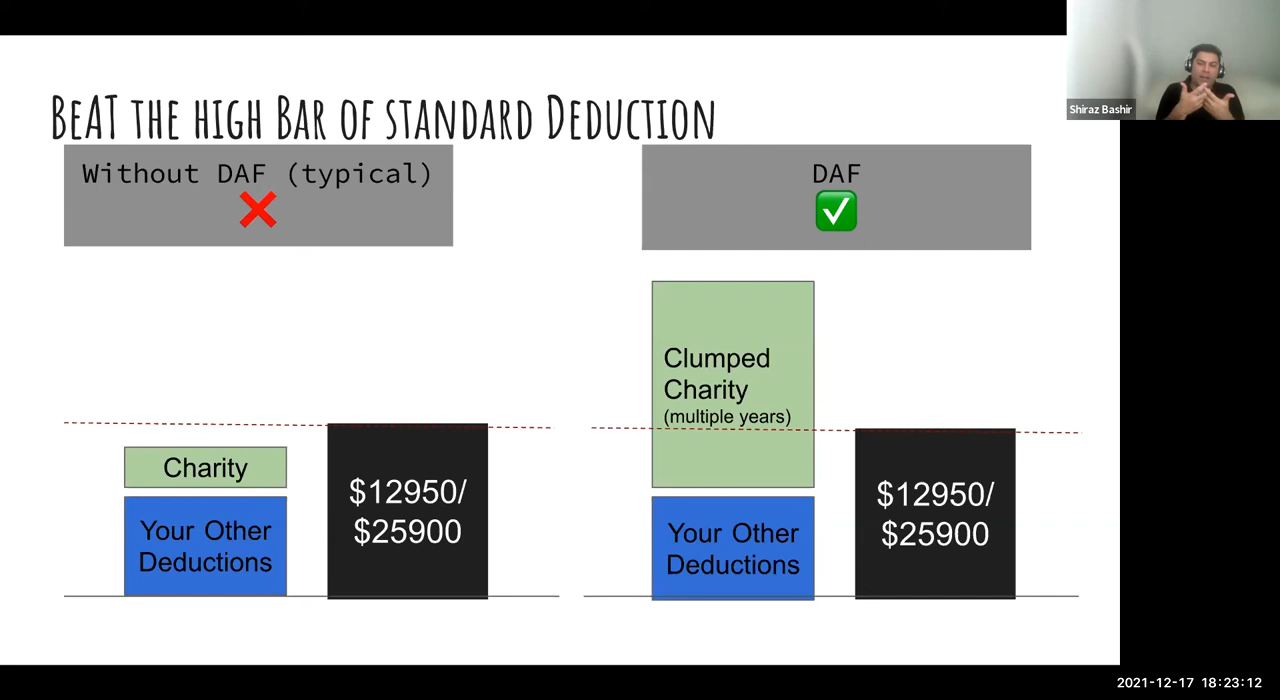 BeAT THE HIGH BAR OF STANDARD DEDUCTION
Shiraz Bashir
Without DAF (typical)
DAF
Clumped
Charity
(multiple years)
Charity
Your Other
Deductions
$12950/
$25900
Your Other
Deductions
$12950/
$25900
2021-12-17 18:23:12